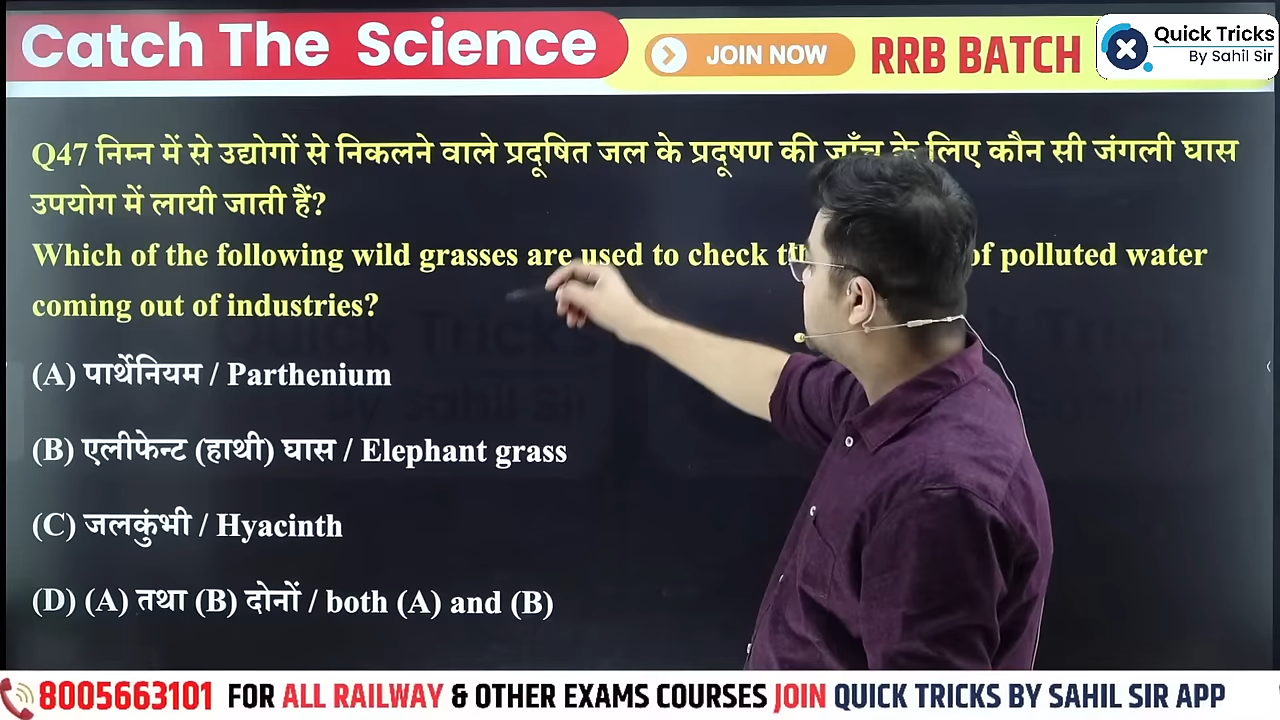 Catch The Science
JOIN NOW
RRB BATCH
Quick Tricks
By Sahil Sir
Q47 निम्न में से उद्योगों से निकलने वाले प्रदूषित जल के प्रदूषण की जाँच के लिए कौन सी जंगली घास
उपयोग में लायी जाती हैं?
Which of the following wild grasses are used to check of polluted water
coming out of industries?
(A) पार्थेनियम / Parthenium
(B) एलीफेन्ट (हाथी) घास / Elephant grass
(C) जलकुंभी / Hyacinth
(D) (A) तथा (B) दोनों / both (A) and (B)
8005663101 FOR ALL RAILWAY & OTHER EXAMS COURSES JOIN QUICK TRICKS BY SAHIL SIR APP